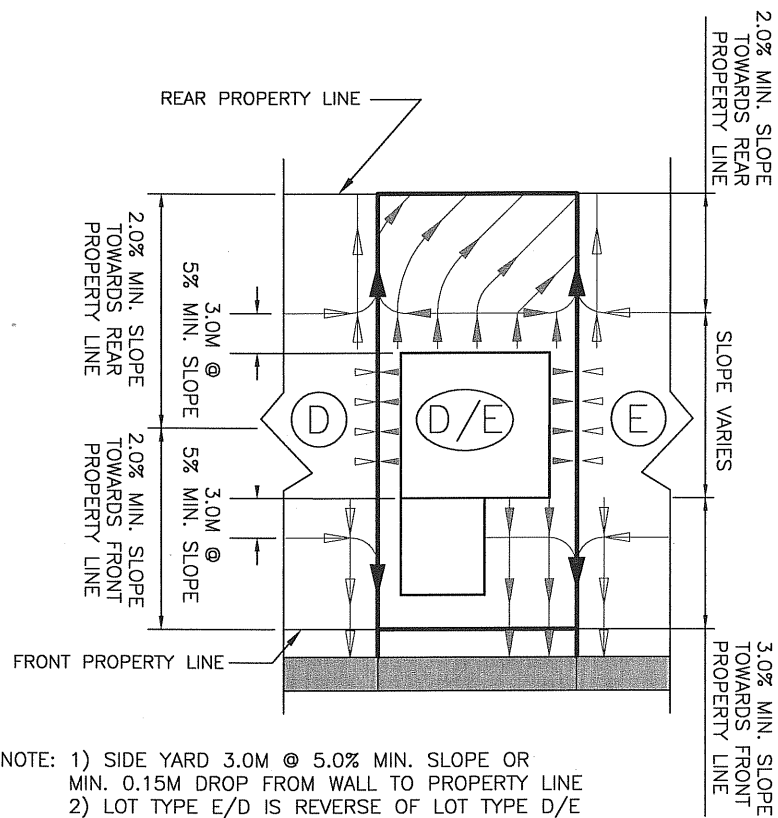 2.0% MIN. SLOPE
TOWARDS REAR
PROPERTY LINE
REAR PROPERTY LINE
2.0% MIN. SLOPE
TOWARDS REAR
PROPERTY LINE
3.0M @
5% MIN. SLOPE
SLOPE VARIES
D
D/E
E
2.0% MIN. SLOPE
TOWARDS FRONT
PROPERTY LINE
3.0M @
5% MIN. SLOPE
3.0% MIN. SLOPE
TOWARDS FRONT
PROPERTY LINE
FRONT PROPERTY LINE
NOTE: 1) SIDE YARD 3.0M @ 5.0% MIN. SLOPE OR
MIN. 0.15M DROP FROM WALL TO PROPERTY LINE
2) LOT TYPE E/D IS REVERSE OF LOT TYPE D/E